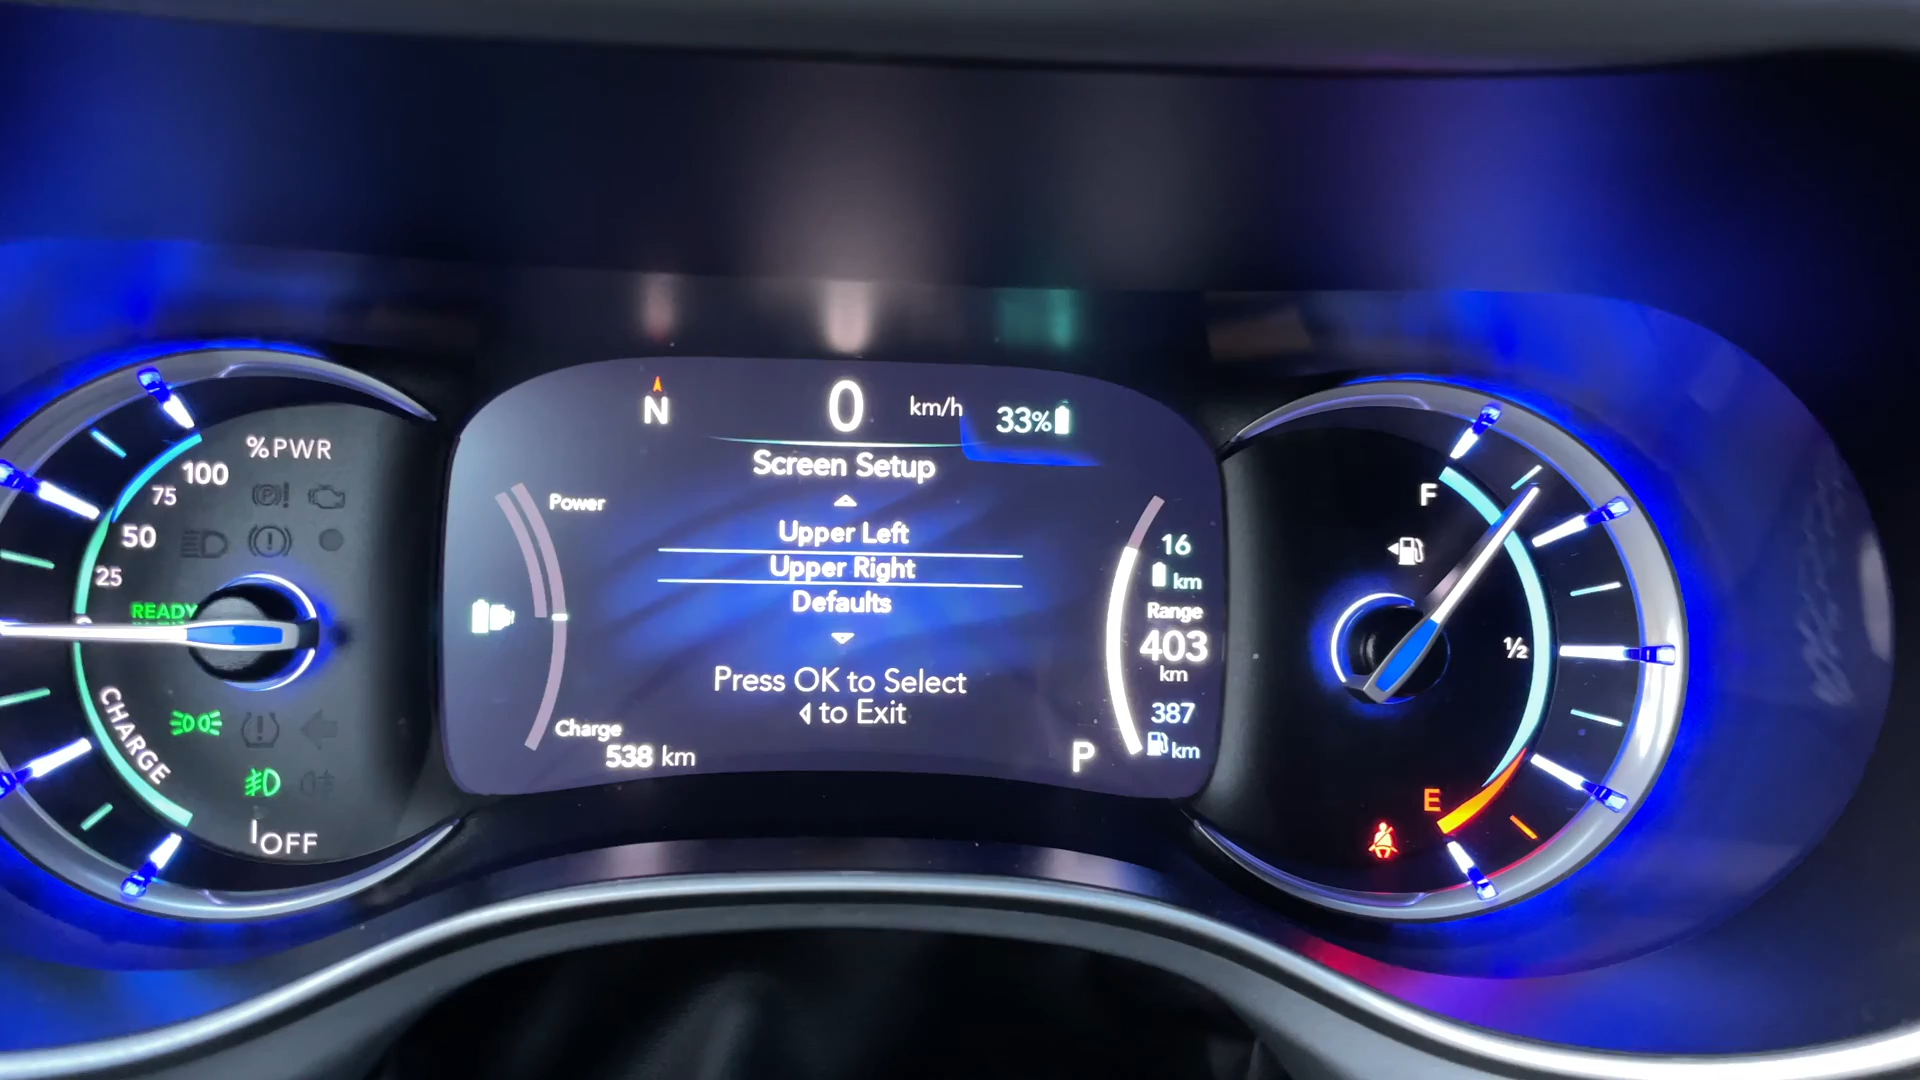 N
0 km/h
33%
Screen Setup
Upper Left
Upper Right
Defaults
Press OK to Select
to Exit
Power
Charge
538 km
P
16
km
Range
403
km
387
km
%PWR
100
75
50
25
READY
CHARGE
OFF
F
½
E